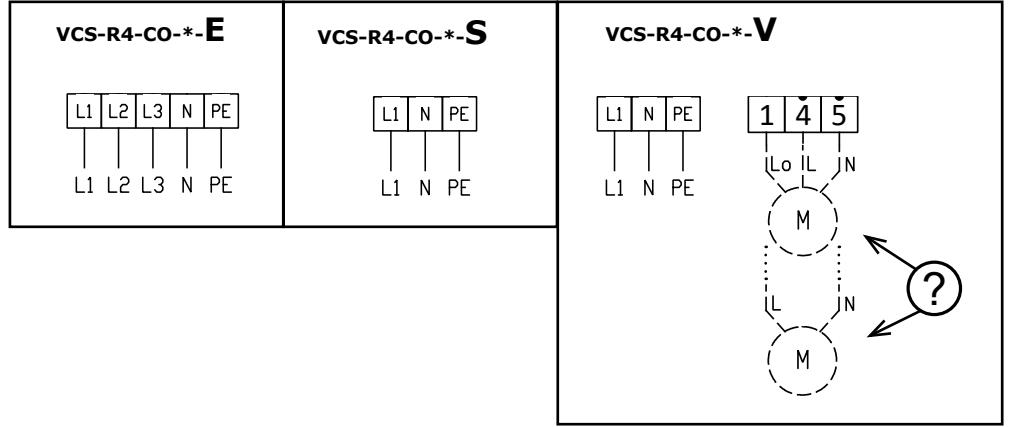 VCS-R4-CO-*-E
L1 L2 L3 N PE
L1 L2 L3 N PE
VCS-R4-CO-*-S
L1 N PE
L1 N PE
VCS-R4-CO-*-V
L1 N PE
L1 N PE
1 4 5
Lo L N
M
?
L N
M